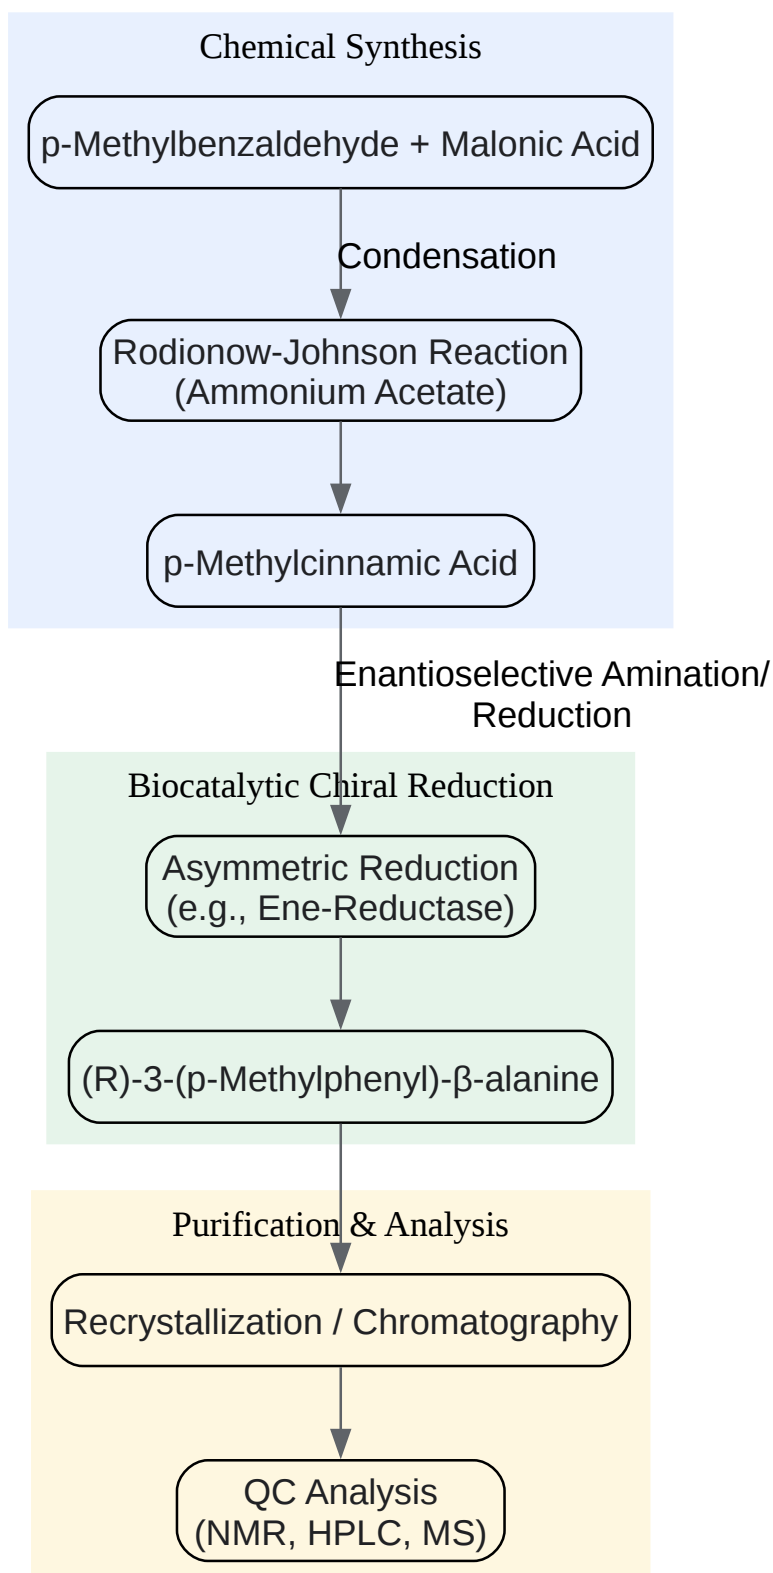 Chemical Synthesis
p-Methylbenzaldehyde + Malonic Acid
Condensation
Rodionow-Johnson Reaction
(Ammonium Acetate)
p-Methylcinnamic Acid
Enantioselective Amination/
Reduction
Biocatalytic Chiral Reduction
Asymmetric Reduction
(e.g., Ene-Reductase)
(R)-3-(p-Methylphenyl)-β-alanine
Purification & Analysis
Recrystallization / Chromatography
QC Analysis
(NMR, HPLC, MS)